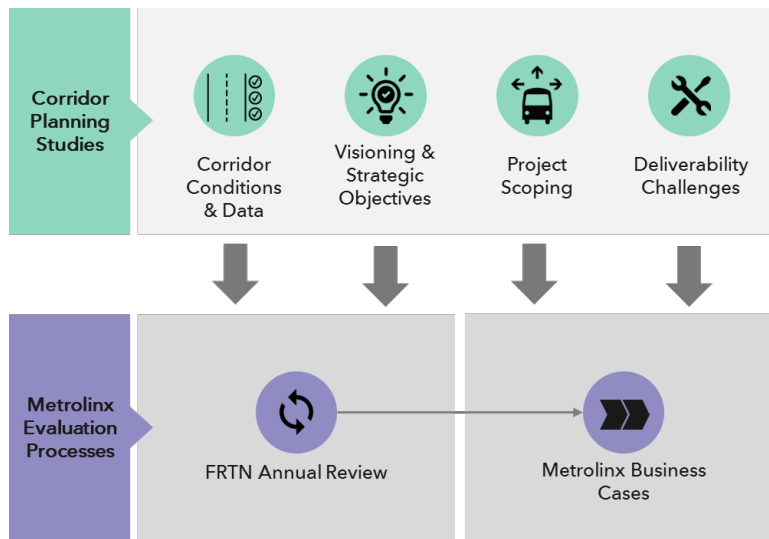 Corridor
Planning
Studies
Corridor
Conditions
& Data
Visioning &
Strategic
Objectives
Project
Scoping
Deliverability
Challenges
Metrolinx
Evaluation
Processes
FRTN Annual Review
Metrolinx Business
Cases